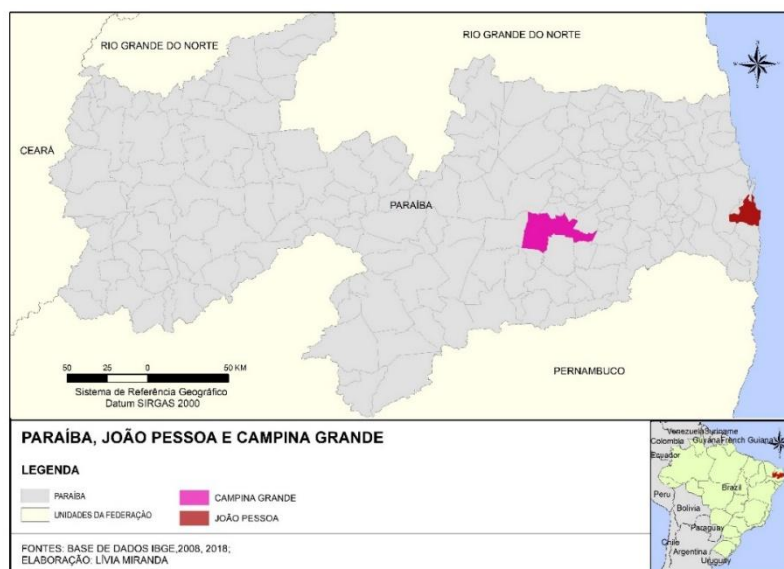 RIO GRANDE DO NORTE
RIO GRANDE DO NORTE
CEARÁ
PARAÍBA
PERNAMBUCO
50 25 0 50 KM
Sistema de Referência Geográfico
Datum SIRGAS 2000
PARAÍBA, JOÃO PESSOA E CAMPINA GRANDE
LEGENDA
PARAÍBA
CAMPINA GRANDE
UNIDADES DA FEDERAÇÃO
JOÃO PESSOA
FONTES: BASE DE DADOS IBGE,2008, 2018;
ELABORAÇÃO: LÍVIA MIRANDA
Venezuela Suriname
Colombia Guyana French Guiana
Ecuador
Brazil
Peru
Bolivia
Paraguay
Chile
Argentina
Uruguay